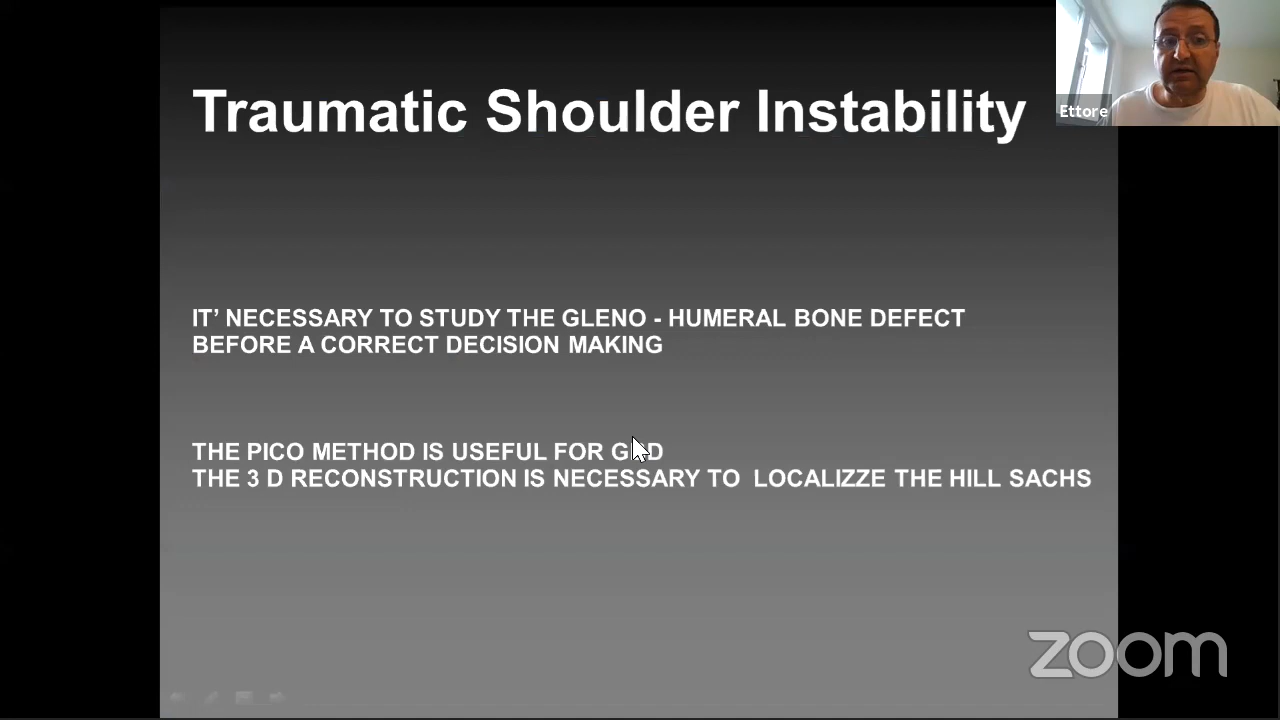 Traumatic Shoulder Instability
Ettore
IT’ NECESSARY TO STUDY THE GLENO - HUMERAL BONE DEFECT
BEFORE A CORRECT DECISION MAKING
THE PICO METHOD IS USEFUL FOR
THE 3 D RECONSTRUCTION IS NECESSARY TO LOCALIZZE THE HILL SACHS
zoom